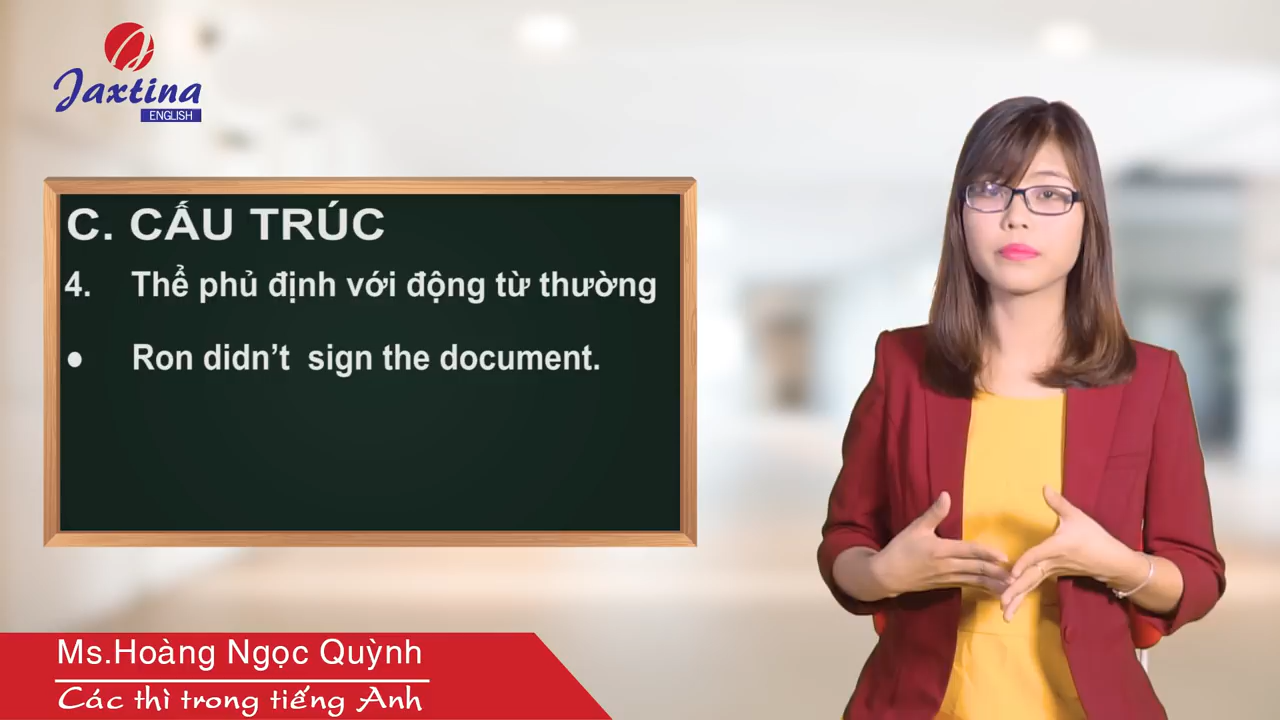 Jaxtina
ENGLISH
C. CẤU TRÚC
4. Thể phủ định với động từ thường
● Ron didn’t sign the document.
Ms.Hoàng Ngọc Quỳnh
Các thì trong tiếng Anh